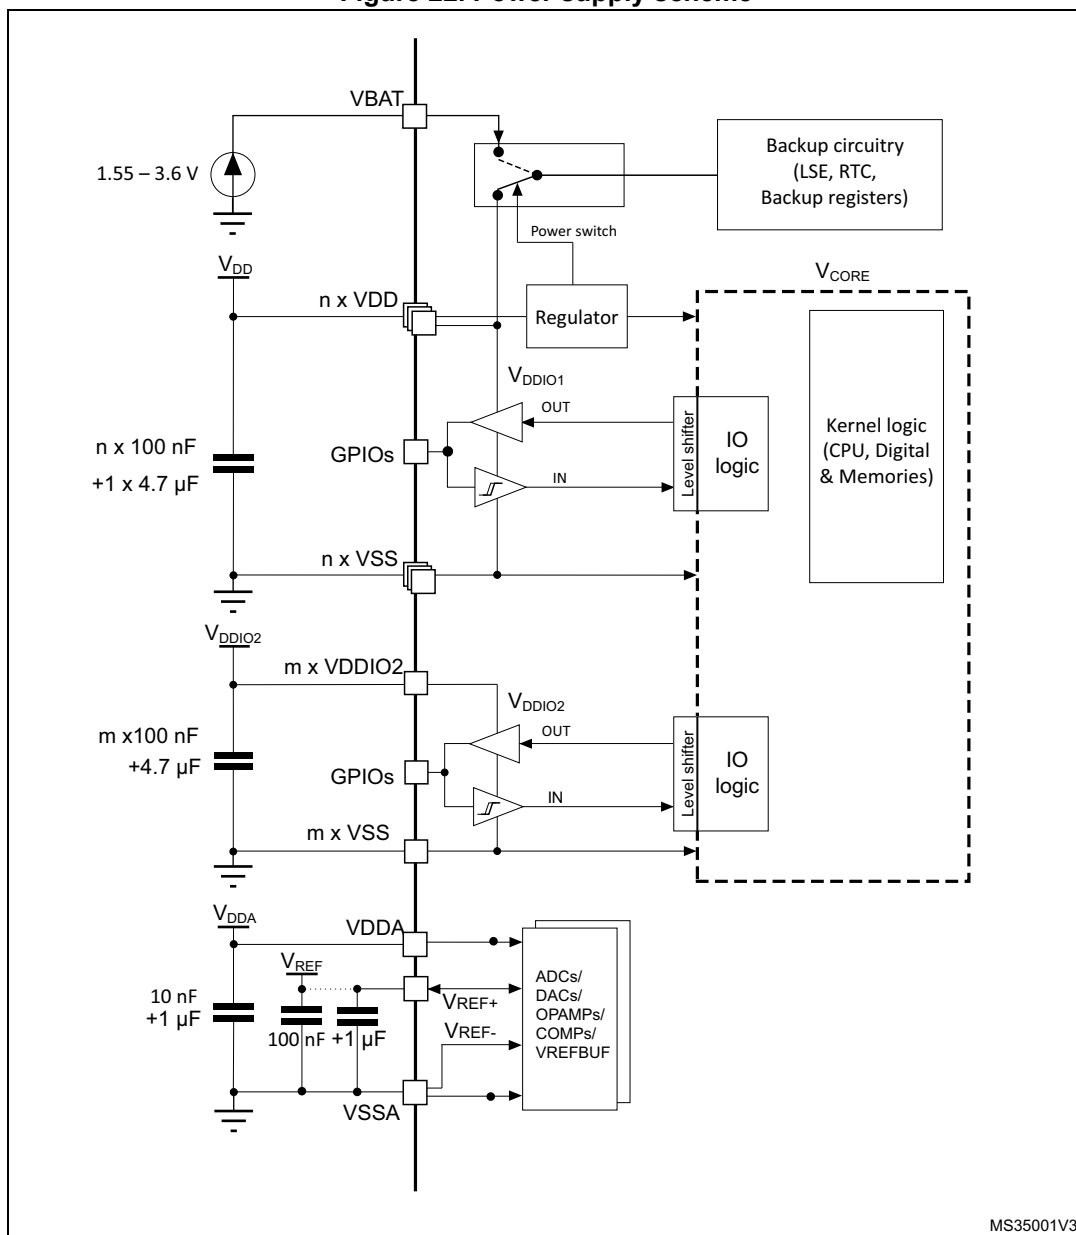 VBAT
1.55 – 3.6 V
Backup circuitry
(LSE, RTC,
Backup registers)
Power switch
VDD
VCORE
n x VDD
Regulator
VDDIO1
OUT
n x 100 nF
+1 x 4.7 µF
GPIOs
IN
Level shifter
IO
logic
Kernel logic
(CPU, Digital
& Memories)
n x VSS
VDDIO2
m x VDDIO2
VDDIO2
OUT
m x100 nF
+4.7 µF
GPIOs
IN
Level shifter
IO
logic
m x VSS
VDDA
VDDA
VREF
10 nF
+1 µF
100 nF
+1 µF
VREF+
VREF-
ADCs/
DACs/
OPAMPs/
COMPs/
VREFBUF
VSSA
MS35001V3